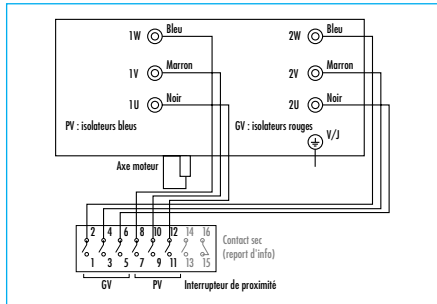 1W Bleu 2W Bleu
1V Marron 2V Marron
1U Noir 2U Noir
PV : isolateurs bleus GV : isolateurs rouges V/J
Axe moteur
2 4 6 8 10 12 14 16
Contact sec
(report d'info)
1 3 5 7 9 11 13 15
GV PV Interrupteur de proximité